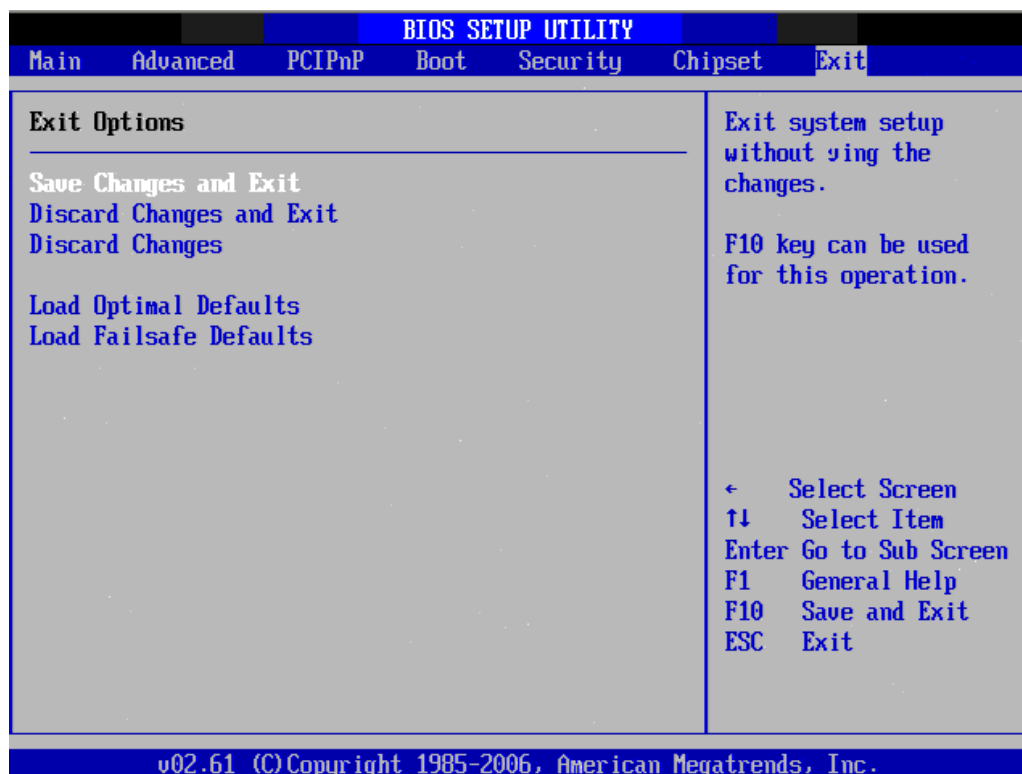 BIOS SETUP UTILITY
Main Advanced PCIPnP Boot Security Chipset Exit
Exit Options
Save Changes and Exit
Discard Changes and Exit
Discard Changes
Load Optimal Defaults
Load Failsafe Defaults
Exit system setup
without the
changes.
F10 key can be used
for this operation.
← Select Screen
↑↓ Select Item
Enter Go to Sub Screen
F1 General Help
F10 Save and Exit
ESC Exit
v02.61 (C)Copyright 1985-2006, American Megatrends, Inc.